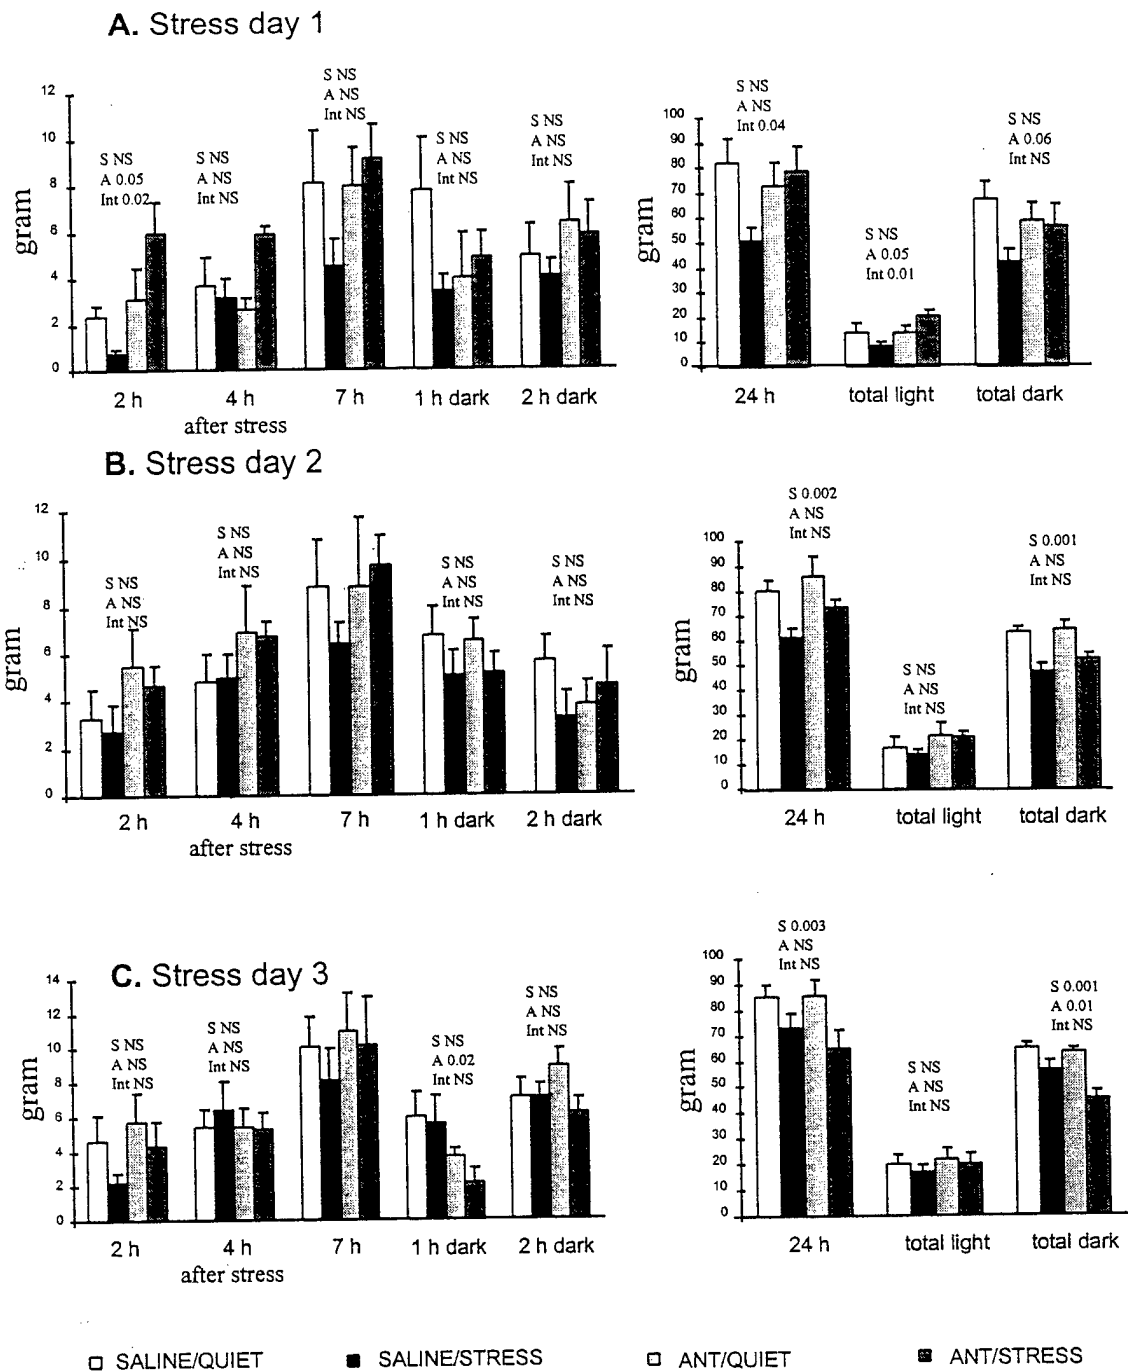 A. Stress day 1
12
10
8
6
4
2
0
gram
S NS
A 0.05
Int 0.02
S NS
A NS
Int NS
S NS
A NS
Int NS
S NS
A NS
Int NS
S NS
A NS
Int NS
2 h
4 h
7 h
1 h dark
2 h dark
after stress
100
90
80
70
60
50
40
30
20
10
0
gram
S NS
A NS
Int 0.04
S NS
A 0.05
Int 0.01
S NS
A 0.06
Int NS
24 h
total light
total dark
B. Stress day 2
12
10
8
6
4
2
0
gram
S NS
A NS
Int NS
S NS
A NS
Int NS
S NS
A NS
Int NS
S NS
A NS
Int NS
2 h
4 h
7 h
1 h dark
2 h dark
after stress
100
90
80
70
60
50
40
30
20
10
0
gram
S 0.002
A NS
Int NS
S NS
A NS
Int NS
S 0.001
A NS
Int NS
24 h
total light
total dark
C. Stress day 3
14
12
10
8
6
4
2
0
gram
S NS
A NS
Int NS
S NS
A NS
Int NS
S NS
A 0.02
Int NS
S NS
A NS
Int NS
2 h
4 h
7 h
1 h dark
2 h dark
after stress
100
90
80
70
60
50
40
30
20
10
0
gram
S 0.003
A NS
Int NS
S NS
A NS
Int NS
S 0.001
A 0.01
Int NS
24 h
total light
total dark
SALINE/QUIET
SALINE/STRESS
ANT/QUIET
ANT/STRESS